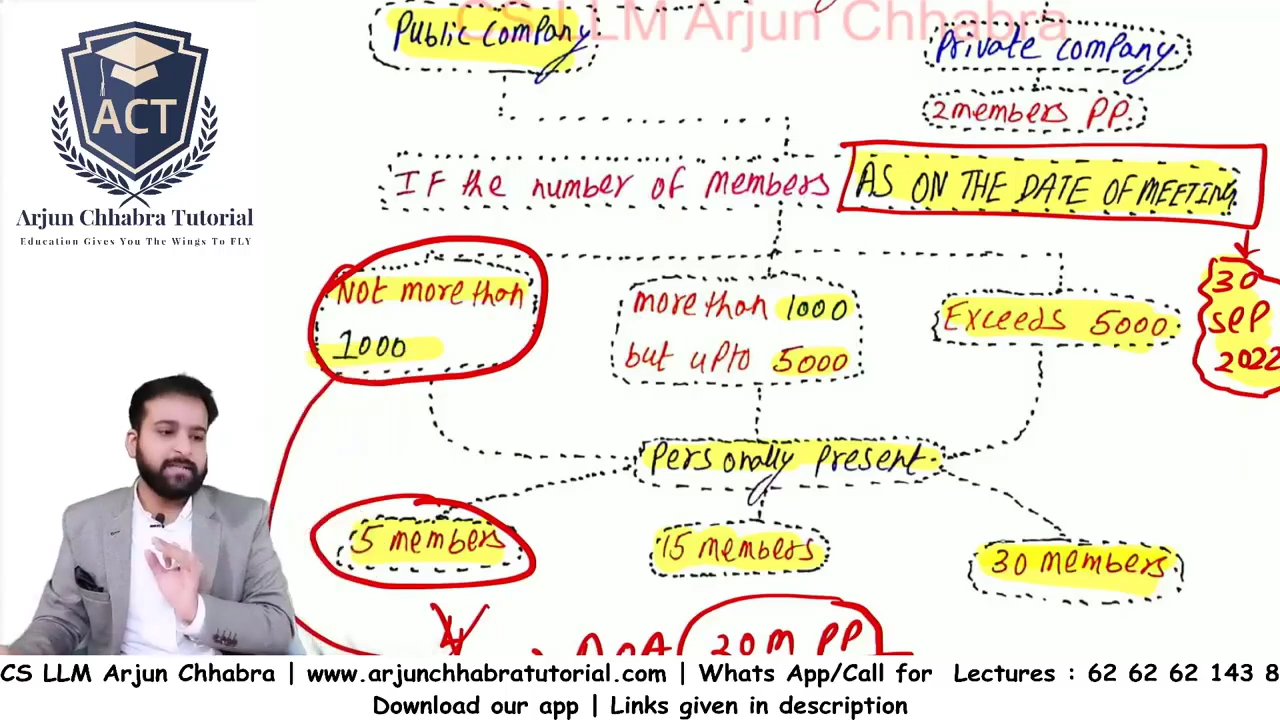 CS LLM Arjun Chhabra
Public company
Private company.
2 members PP.
ACT
Arjun Chhabra Tutorial
Education Gives You The Wings To FLY
IF the number of members AS ON THE DATE OF MEETING
30
SEP
2022
Not more than
1000
more than 1000
but upto 5000
Exceeds 5000
Personally present.
5 members
15 members
30 members
AOA 20 M PP
CS LLM Arjun Chhabra | www.arjunchhabratutorial.com | Whats App/Call for Lectures : 62 62 62 143 8
Download our app | Links given in description